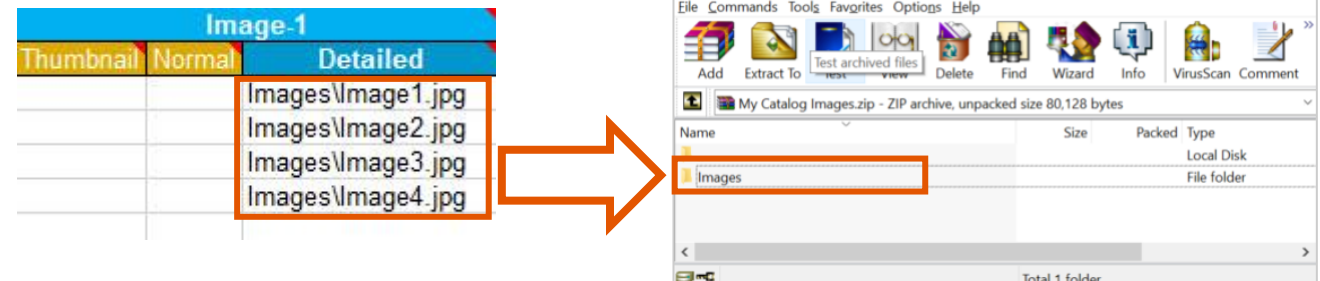 Image-1
Thumbnail Normal Detailed
Images\Image1.jpg
Images\Image2.jpg
Images\Image3.jpg
Images\Image4.jpg
File Commands Tools Favorites Options Help
Test archived files
Add Extract To Test View Delete Find Wizard Info VirusScan Comment
My Catalog Images.zip - ZIP archive, unpacked size 80,128 bytes
Name Size Packed Type
Local Disk
Images File folder
Total 1 folder